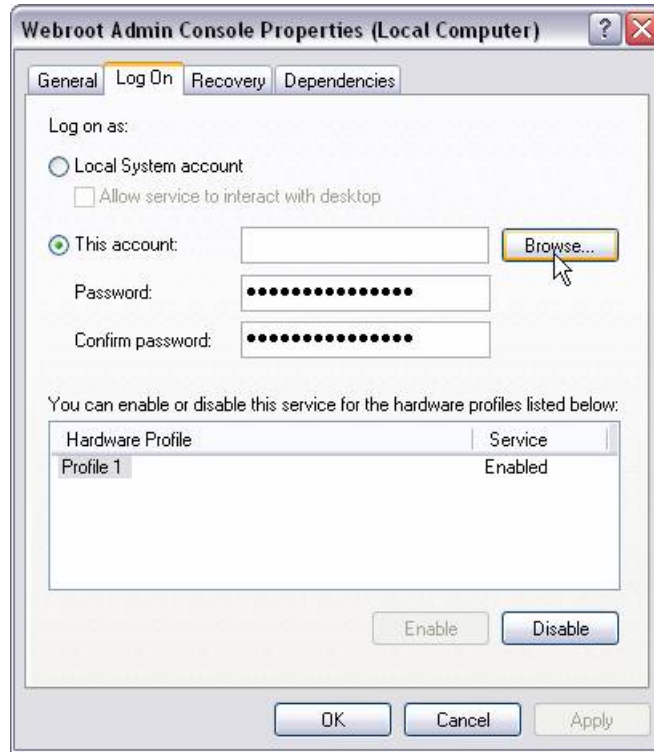 Webroot Admin Console Properties (Local Computer)
General Log On Recovery Dependencies
Log on as:
Local System account
Allow service to interact with desktop
This account: Browse...
Password: ●●●●●●●●●●●●●●●
Confirm password: ●●●●●●●●●●●●●●●
You can enable or disable this service for the hardware profiles listed below:
Hardware Profile Service
Profile 1 Enabled
Enable Disable
OK Cancel Apply